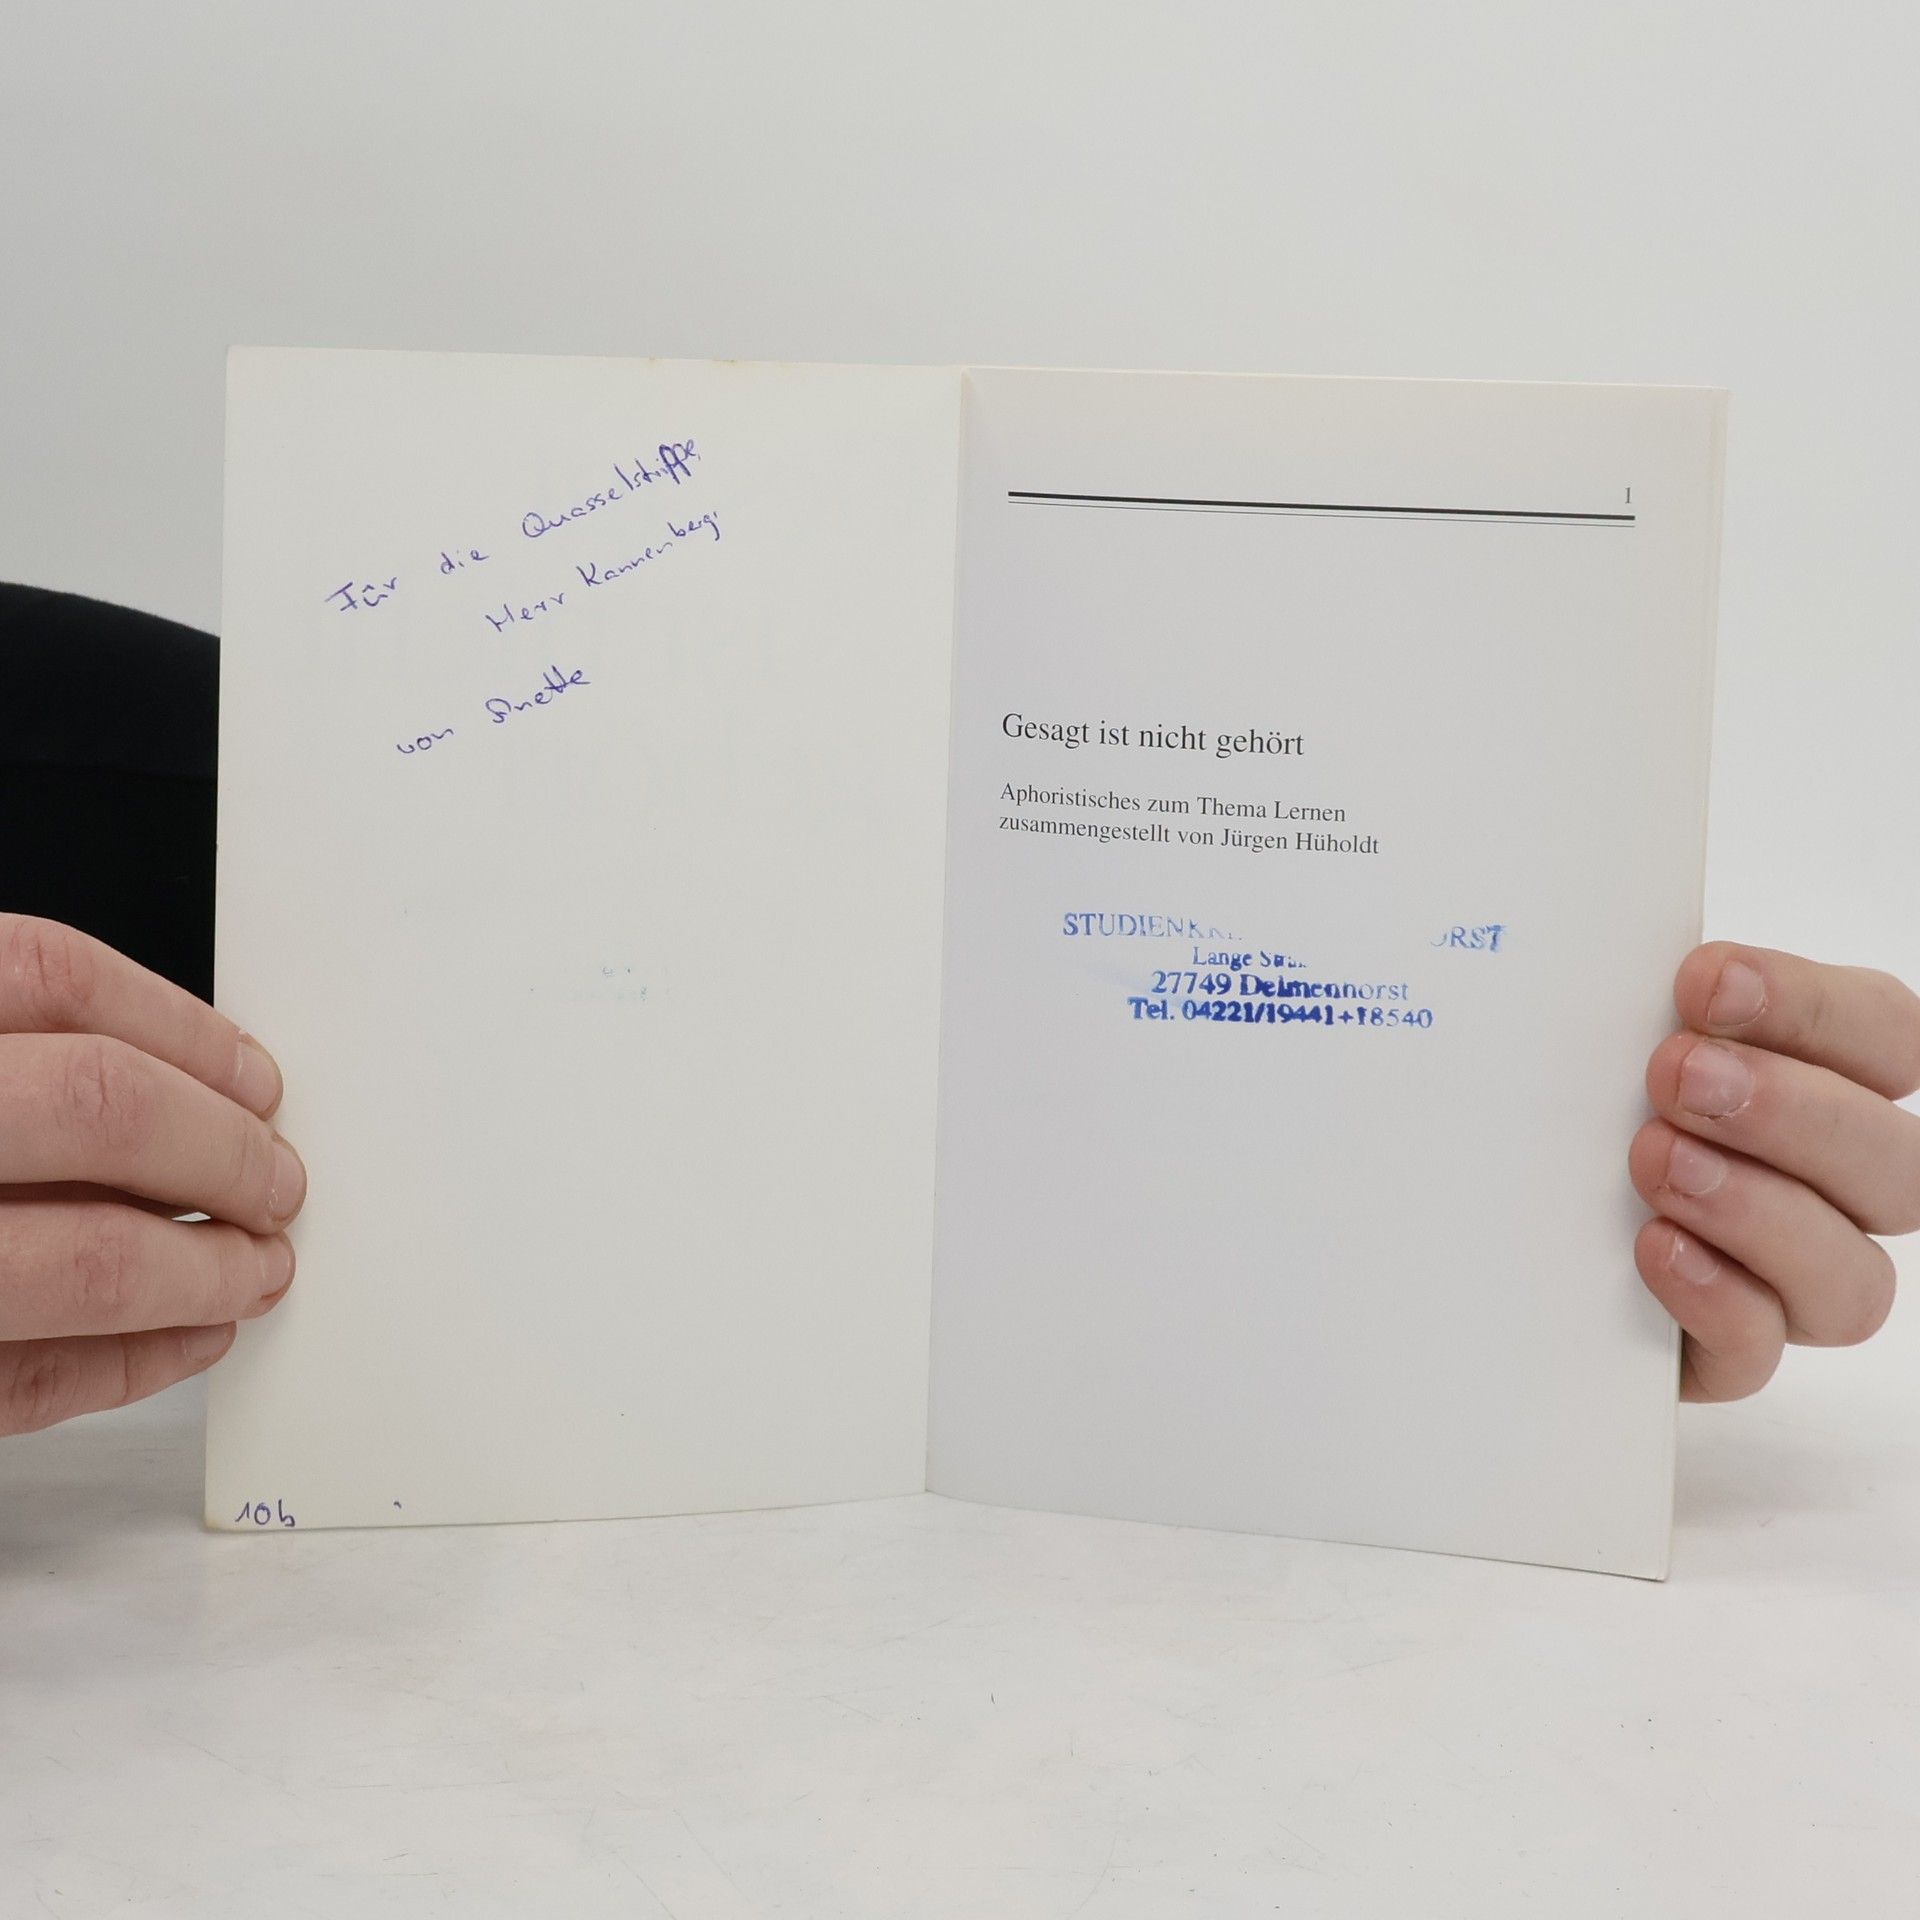 Für die Quasselstrippe,
Herr Kannenberg,
von Anette
10b
1
Gesagt ist nicht gehört
Aphoristisches zum Thema Lernen
zusammengestellt von Jürgen Hüholdt
Lange
27749 Delmenhorst
Tel. 04221/19441+18540